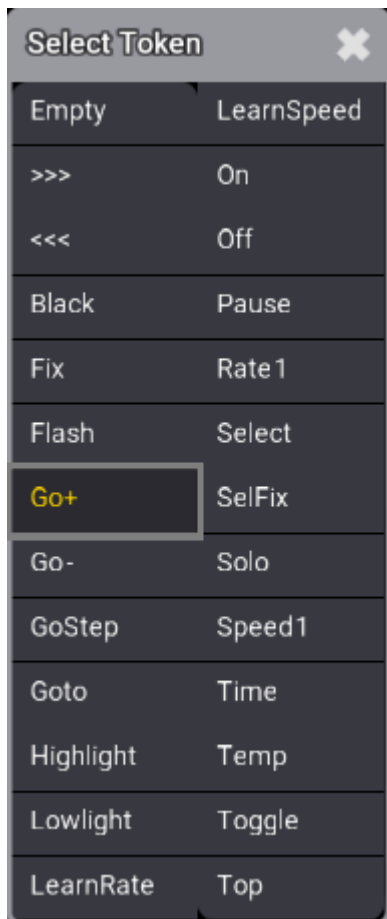 Select Token
Empty
>>>
<<<
Black
Fix
Flash
Go+
Go-
GoStep
Goto
Highlight
Lowlight
LearnRate
LearnSpeed
On
Off
Pause
Rate1
Select
SelFix
Solo
Speed1
Time
Temp
Toggle
Top